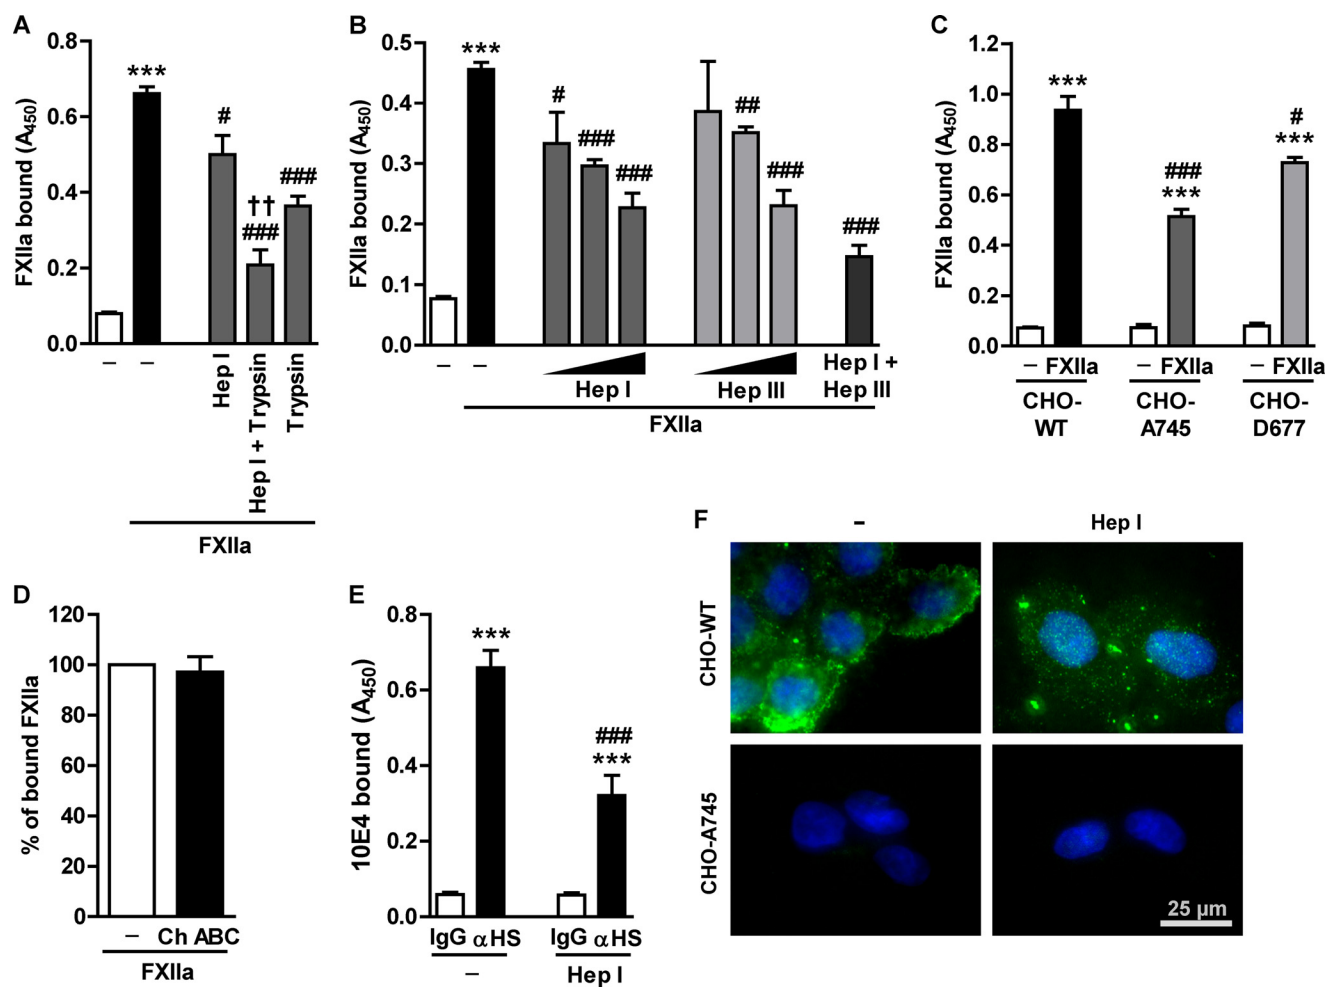 A
FXIIa bound (A450)
0.8
0.6
0.4
0.2
0.0
***
#
††
###
###
–
–
Hep I
Hep I + Trypsin
Trypsin
FXIIa
B
FXIIa bound (A450)
0.5
0.4
0.3
0.2
0.1
0.0
***
#
###
###
##
###
###
–
–
Hep I
Hep III
Hep I +
Hep III
FXIIa
C
FXIIa bound (A450)
1.2
1.0
0.8
0.6
0.4
0.2
0.0
***
###
***
#
***
– FXIIa
– FXIIa
– FXIIa
CHO-
WT
CHO-
A745
CHO-
D677
D
% of bound FXIIa
120
100
80
60
40
20
0
–
Ch ABC
FXIIa
E
10E4 bound (A450)
0.8
0.6
0.4
0.2
0.0
***
###
***
IgG αHS
IgG αHS
–
Hep I
F
-
Hep I
CHO-WT
CHO-A745
25 µm